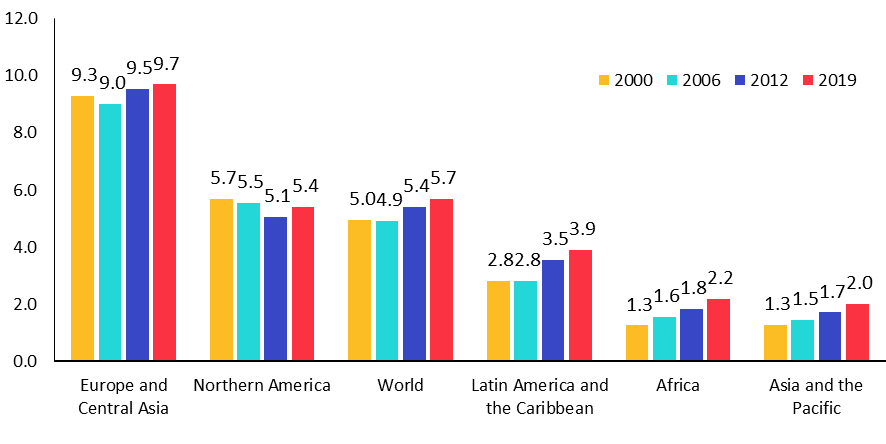 12.0
10.0
8.0
6.0
4.0
2.0
0.0
2000 2006 2012 2019
9.3 9.0 9.5 9.7
5.7 5.5 5.1 5.4
5.0 4.9 5.4 5.7
2.8 2.8 3.5 3.9
1.3 1.6 1.8 2.2
1.3 1.5 1.7 2.0
Europe and
Central Asia
Northern America
World
Latin America and
the Caribbean
Africa
Asia and the
Pacific